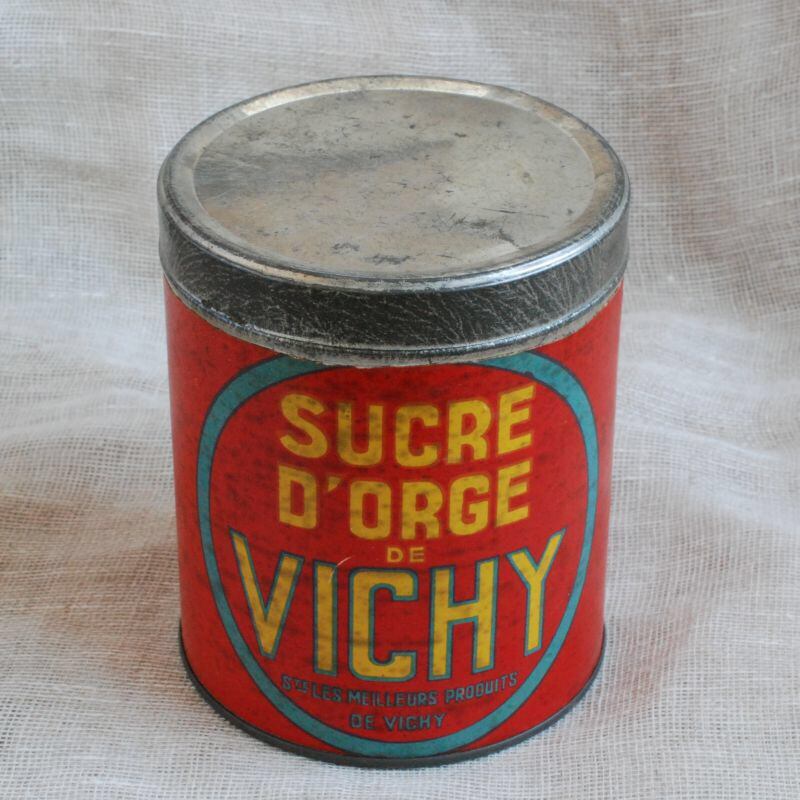 SUCRE
D'ORGE
DE
VICHY
Sté LES MEILLEURS PRODUITS
DE VICHY